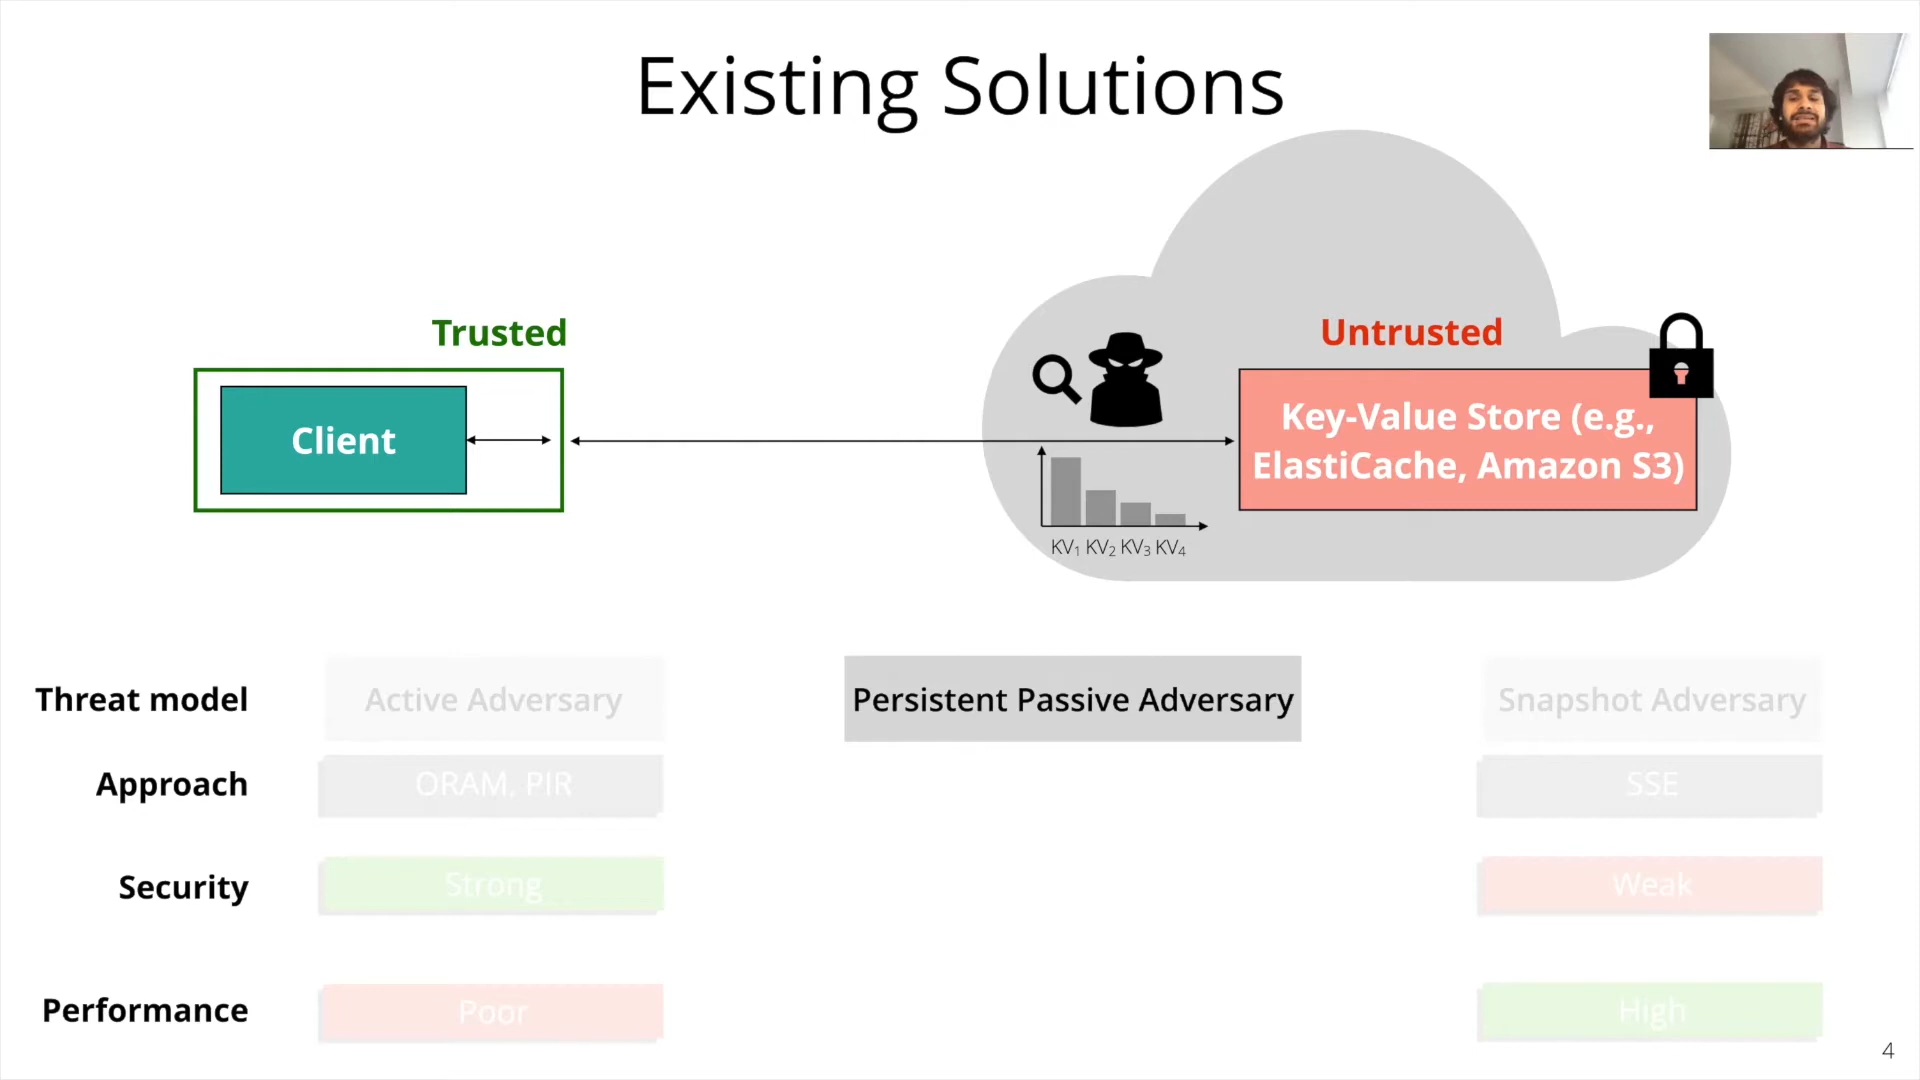 Existing Solutions
Trusted
Untrusted
Client
Key-Value Store (e.g.,
ElastiCache, Amazon S3)
KV₁ KV₂ KV₃ KV₄
Threat model
Active Adversary
Persistent Passive Adversary
Snapshot Adversary
Approach
ORAM, PIR
SSE
Security
Strong
Weak
Performance
Poor
High
4